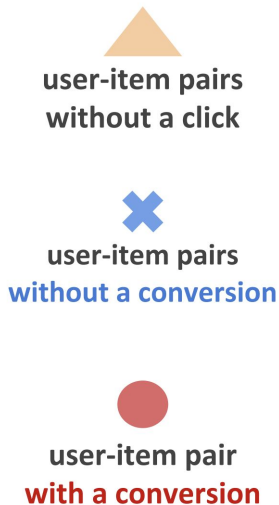 user-item pairs
without a click
user-item pairs
without a conversion
user-item pair
with a conversion